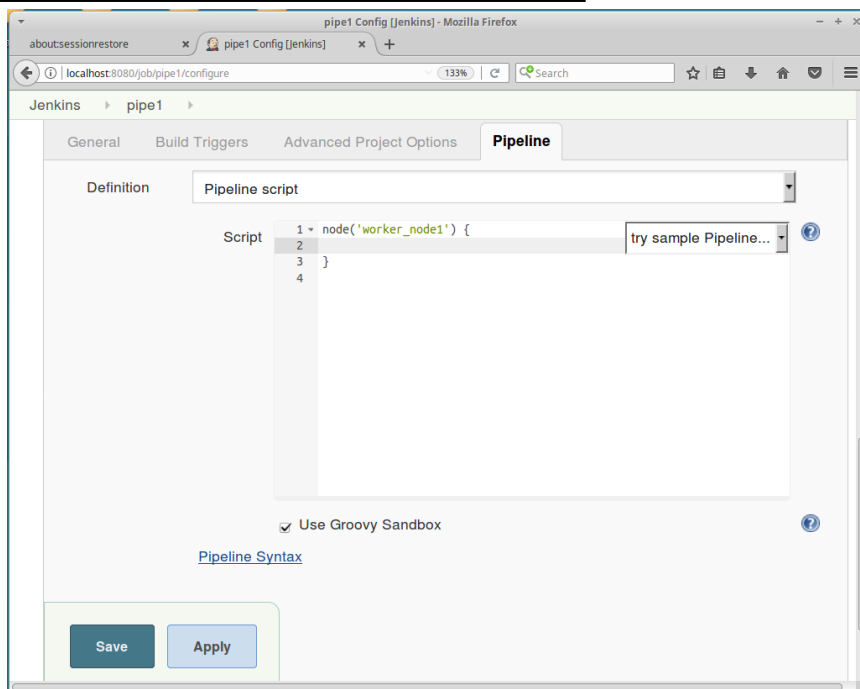 pipe1 Config [Jenkins] - Mozilla Firefox
about:sessionrestore
pipe1 Config [Jenkins]
localhost:8080/job/pipe1/configure
133%
Search
Jenkins
pipe1
General
Build Triggers
Advanced Project Options
Pipeline
Definition
Pipeline script
Script
1 node('worker_node1') {
try sample Pipeline...
2
3 }
4
Use Groovy Sandbox
Pipeline Syntax
Save
Apply